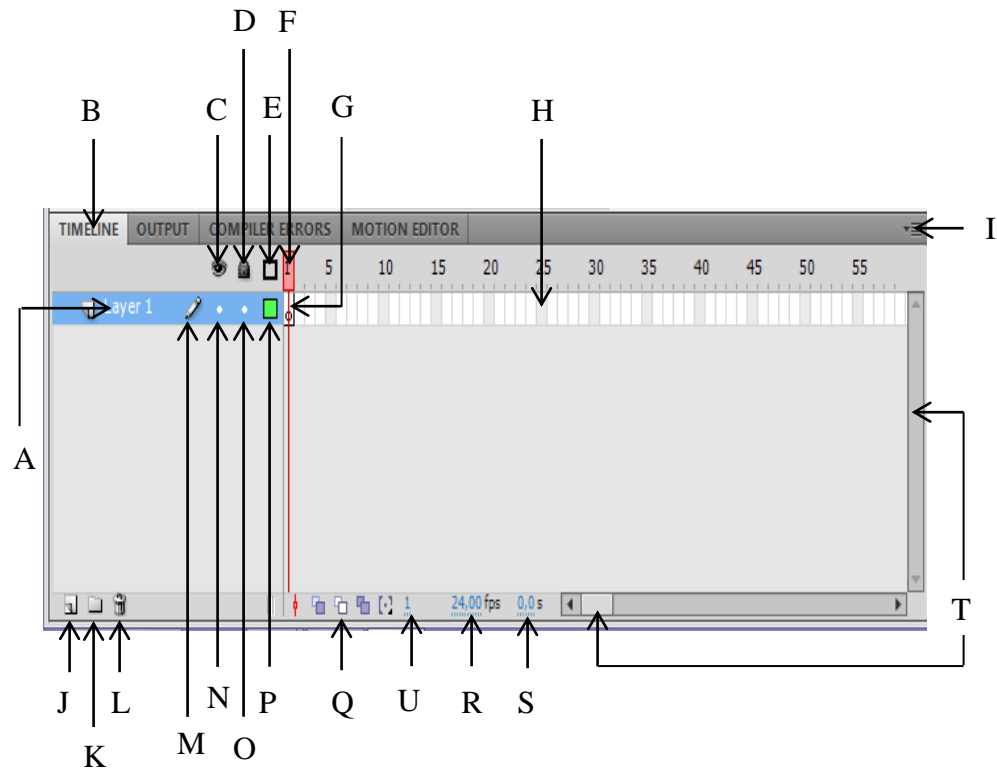 D F
B C E G H
TIMELINE OUTPUT COMPILER ERRORS MOTION EDITOR
I
1 5 10 15 20 25 30 35 40 45 50 55
Layer 1
A
1 24,00 fps 0,0 s
T
J L N P Q U R S
K M O